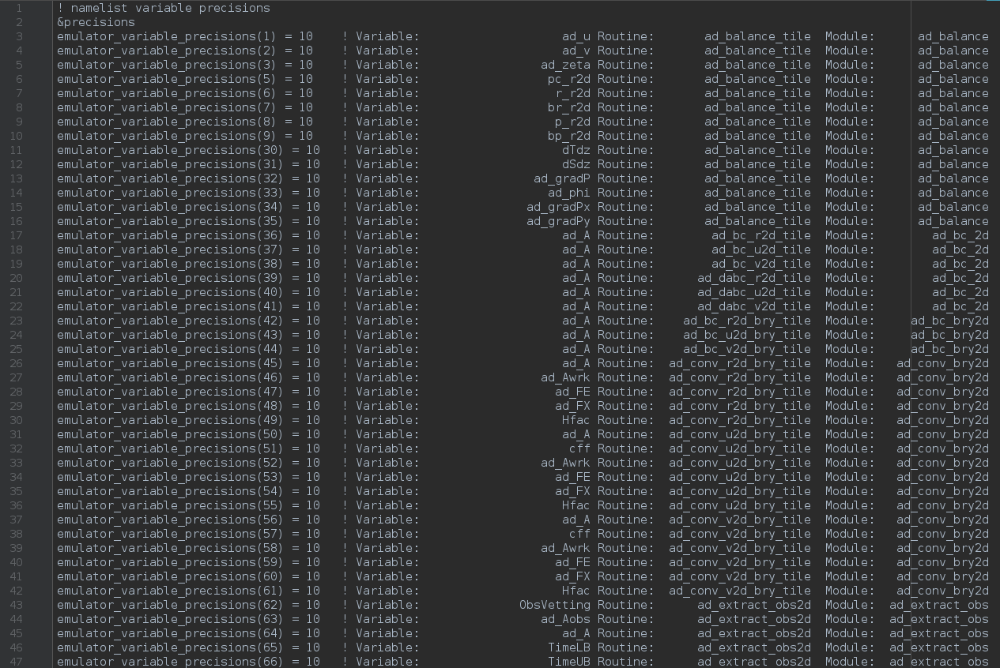 1 ! namelist variable precisions
2 &precisions
3 emulator_variable_precisions(1) = 10 ! Variable: ad_u Routine: ad_balance_tile Module: ad_balance
4 emulator_variable_precisions(2) = 10 ! Variable: ad_v Routine: ad_balance_tile Module: ad_balance
5 emulator_variable_precisions(3) = 10 ! Variable: ad_zeta Routine: ad_balance_tile Module: ad_balance
6 emulator_variable_precisions(5) = 10 ! Variable: pc_r2d Routine: ad_balance_tile Module: ad_balance
7 emulator_variable_precisions(6) = 10 ! Variable: r_r2d Routine: ad_balance_tile Module: ad_balance
8 emulator_variable_precisions(7) = 10 ! Variable: br_r2d Routine: ad_balance_tile Module: ad_balance
9 emulator_variable_precisions(8) = 10 ! Variable: p_r2d Routine: ad_balance_tile Module: ad_balance
10 emulator_variable_precisions(9) = 10 ! Variable: bp_r2d Routine: ad_balance_tile Module: ad_balance
11 emulator_variable_precisions(30) = 10 ! Variable: dTdz Routine: ad_balance_tile Module: ad_balance
12 emulator_variable_precisions(31) = 10 ! Variable: dSdz Routine: ad_balance_tile Module: ad_balance
13 emulator_variable_precisions(32) = 10 ! Variable: ad_gradP Routine: ad_balance_tile Module: ad_balance
14 emulator_variable_precisions(33) = 10 ! Variable: ad_phi Routine: ad_balance_tile Module: ad_balance
15 emulator_variable_precisions(34) = 10 ! Variable: ad_gradPx Routine: ad_balance_tile Module: ad_balance
16 emulator_variable_precisions(35) = 10 ! Variable: ad_gradPy Routine: ad_balance_tile Module: ad_balance
17 emulator_variable_precisions(36) = 10 ! Variable: ad_A Routine: ad_bc_r2d_tile Module: ad_bc_2d
18 emulator_variable_precisions(37) = 10 ! Variable: ad_A Routine: ad_bc_u2d_tile Module: ad_bc_2d
19 emulator_variable_precisions(38) = 10 ! Variable: ad_A Routine: ad_bc_v2d_tile Module: ad_bc_2d
20 emulator_variable_precisions(39) = 10 ! Variable: ad_A Routine: ad_dabc_r2d_tile Module: ad_bc_2d
21 emulator_variable_precisions(40) = 10 ! Variable: ad_A Routine: ad_dabc_u2d_tile Module: ad_bc_2d
22 emulator_variable_precisions(41) = 10 ! Variable: ad_A Routine: ad_dabc_v2d_tile Module: ad_bc_2d
23 emulator_variable_precisions(42) = 10 ! Variable: ad_A Routine: ad_bc_r2d_bry_tile Module: ad_bc_bry2d
24 emulator_variable_precisions(43) = 10 ! Variable: ad_A Routine: ad_bc_u2d_bry_tile Module: ad_bc_bry2d
25 emulator_variable_precisions(44) = 10 ! Variable: ad_A Routine: ad_bc_v2d_bry_tile Module: ad_bc_bry2d
26 emulator_variable_precisions(45) = 10 ! Variable: ad_A Routine: ad_conv_r2d_bry_tile Module: ad_conv_bry2d
27 emulator_variable_precisions(46) = 10 ! Variable: ad_Awrk Routine: ad_conv_r2d_bry_tile Module: ad_conv_bry2d
28 emulator_variable_precisions(47) = 10 ! Variable: ad_FE Routine: ad_conv_r2d_bry_tile Module: ad_conv_bry2d
29 emulator_variable_precisions(48) = 10 ! Variable: ad_FX Routine: ad_conv_r2d_bry_tile Module: ad_conv_bry2d
30 emulator_variable_precisions(49) = 10 ! Variable: Hfac Routine: ad_conv_r2d_bry_tile Module: ad_conv_bry2d
31 emulator_variable_precisions(50) = 10 ! Variable: ad_A Routine: ad_conv_u2d_bry_tile Module: ad_conv_bry2d
32 emulator_variable_precisions(51) = 10 ! Variable: cff Routine: ad_conv_u2d_bry_tile Module: ad_conv_bry2d
33 emulator_variable_precisions(52) = 10 ! Variable: ad_Awrk Routine: ad_conv_u2d_bry_tile Module: ad_conv_bry2d
34 emulator_variable_precisions(53) = 10 ! Variable: ad_FE Routine: ad_conv_u2d_bry_tile Module: ad_conv_bry2d
35 emulator_variable_precisions(54) = 10 ! Variable: ad_FX Routine: ad_conv_u2d_bry_tile Module: ad_conv_bry2d
36 emulator_variable_precisions(55) = 10 ! Variable: Hfac Routine: ad_conv_u2d_bry_tile Module: ad_conv_bry2d
37 emulator_variable_precisions(56) = 10 ! Variable: ad_A Routine: ad_conv_v2d_bry_tile Module: ad_conv_bry2d
38 emulator_variable_precisions(57) = 10 ! Variable: cff Routine: ad_conv_v2d_bry_tile Module: ad_conv_bry2d
39 emulator_variable_precisions(58) = 10 ! Variable: ad_Awrk Routine: ad_conv_v2d_bry_tile Module: ad_conv_bry2d
40 emulator_variable_precisions(59) = 10 ! Variable: ad_FE Routine: ad_conv_v2d_bry_tile Module: ad_conv_bry2d
41 emulator_variable_precisions(60) = 10 ! Variable: ad_FX Routine: ad_conv_v2d_bry_tile Module: ad_conv_bry2d
42 emulator_variable_precisions(61) = 10 ! Variable: Hfac Routine: ad_conv_v2d_bry_tile Module: ad_conv_bry2d
43 emulator_variable_precisions(62) = 10 ! Variable: ObsVetting Routine: ad_extract_obs2d Module: ad_extract_obs
44 emulator_variable_precisions(63) = 10 ! Variable: ad_Aobs Routine: ad_extract_obs2d Module: ad_extract_obs
45 emulator_variable_precisions(64) = 10 ! Variable: ad_A Routine: ad_extract_obs2d Module: ad_extract_obs
46 emulator_variable_precisions(65) = 10 ! Variable: TimeLB Routine: ad_extract_obs2d Module: ad_extract_obs
47 emulator_variable_precisions(66) = 10 ! Variable: TimeUB Routine: ad_extract_obs2d Module: ad_extract_obs